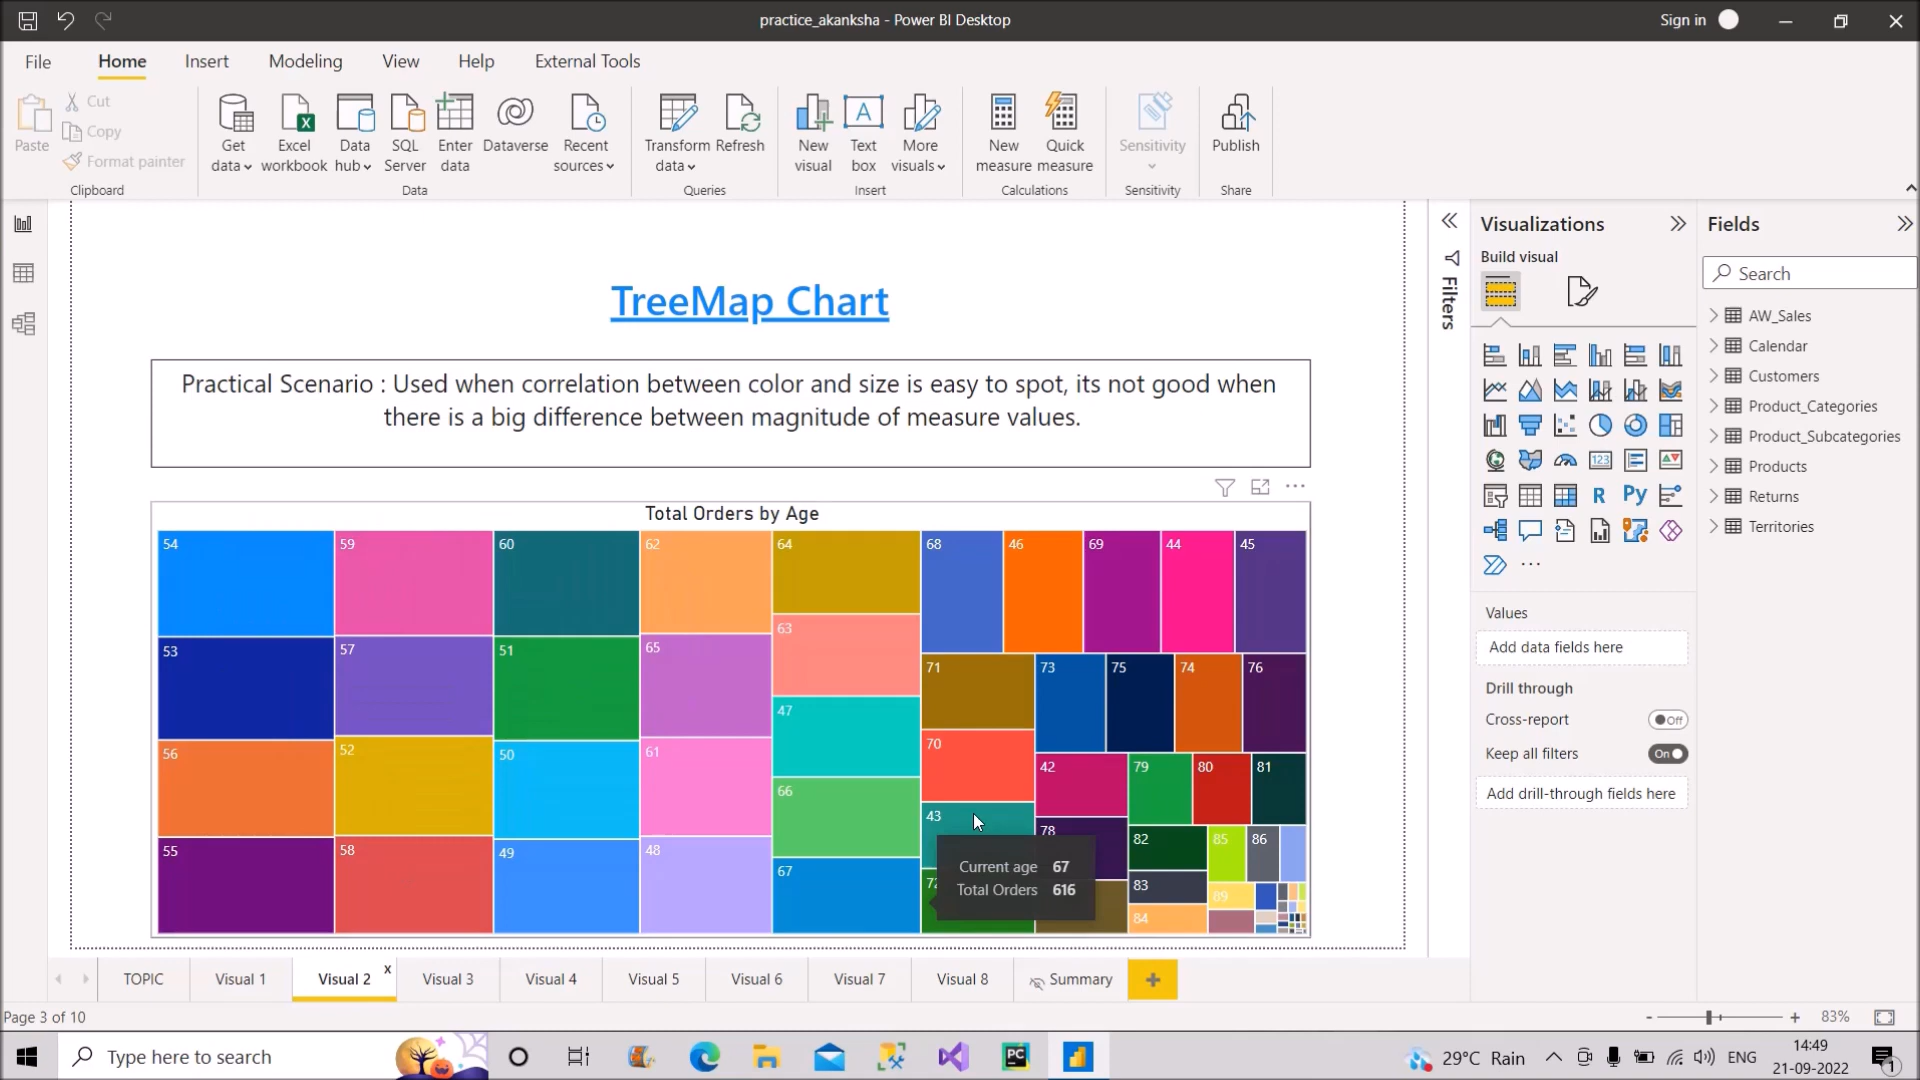 practice_akanksha - Power BI Desktop
Sign in
File
Home
Insert
Modeling
View
Help
External Tools
Paste
Cut
Copy
Format painter
Clipboard
Get data
Excel workbook
Data hub
SQL Server
Enter data
Dataverse
Recent sources
Data
Transform data
Refresh
Queries
New visual
Text box
More visuals
Insert
New measure
Quick measure
Calculations
Sensitivity
Sensitivity
Publish
Share
TreeMap Chart
Practical Scenario : Used when correlation between color and size is easy to spot, its not good when
there is a big difference between magnitude of measure values.
Total Orders by Age
54
59
60
62
64
68
46
69
44
45
53
57
51
65
63
71
73
75
74
76
56
52
50
61
47
70
42
79
80
81
55
58
49
48
66
43
78
82
85
86
67
72
83
89
84
Current age 67
Total Orders 616
Filters
Visualizations
Build visual
123
R
Py
Values
Add data fields here
Drill through
Cross-report
Off
Keep all filters
On
Add drill-through fields here
Fields
Search
AW_Sales
Calendar
Customers
Product_Categories
Product_Subcategories
Products
Returns
Territories
TOPIC
Visual 1
Visual 2
x
Visual 3
Visual 4
Visual 5
Visual 6
Visual 7
Visual 8
Summary
+
Page 3 of 10
- + 83%
Type here to search
PC
29°C Rain
ENG
14:49
21-09-2022
1